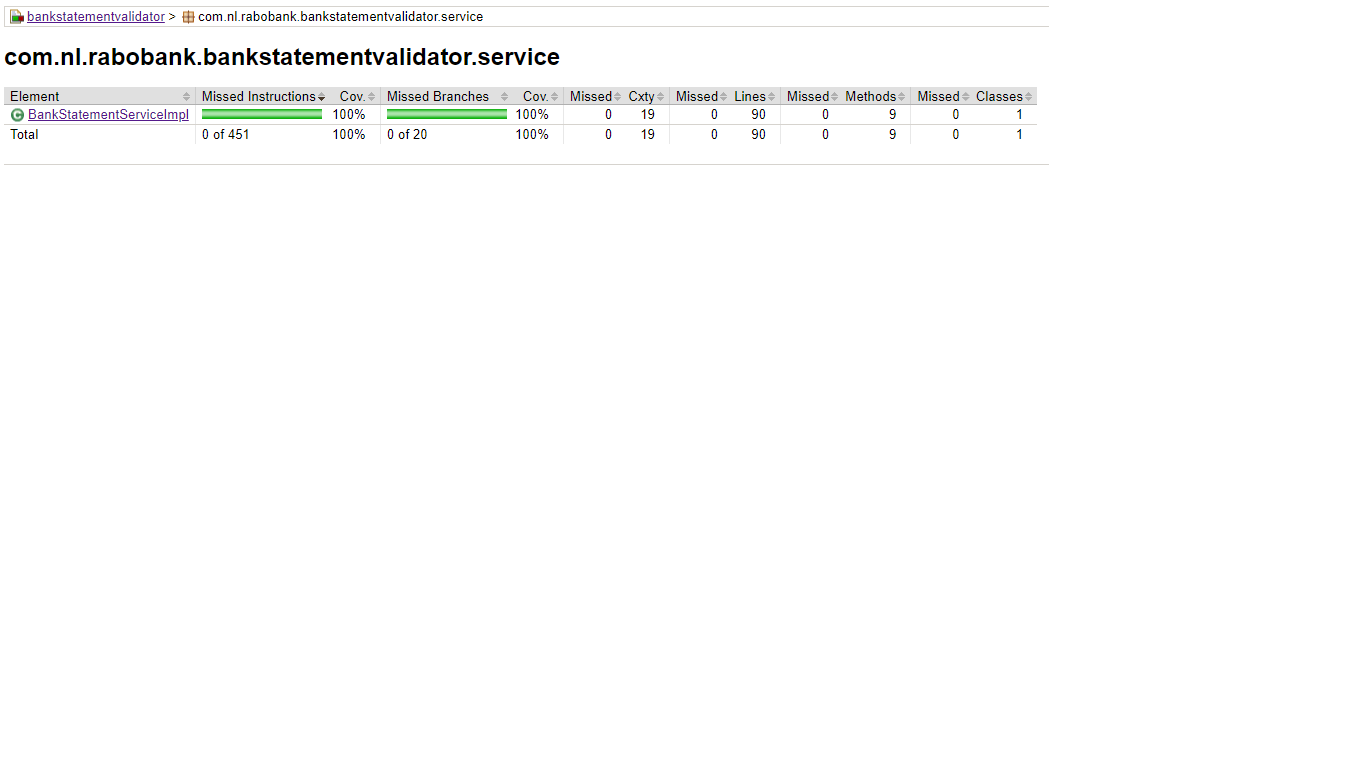 bankstatementvalidator > com.nl.rabobank.bankstatementvalidator.service
com.nl.rabobank.bankstatementvalidator.service
Element Missed Instructions Cov. Missed Branches Cov. Missed Cxty Missed Lines Missed Methods Missed Classes
C BankStatementServiceImpl 100% 100% 0 19 0 90 0 9 0 1
Total 0 of 451 100% 0 of 20 100% 0 19 0 90 0 9 0 1